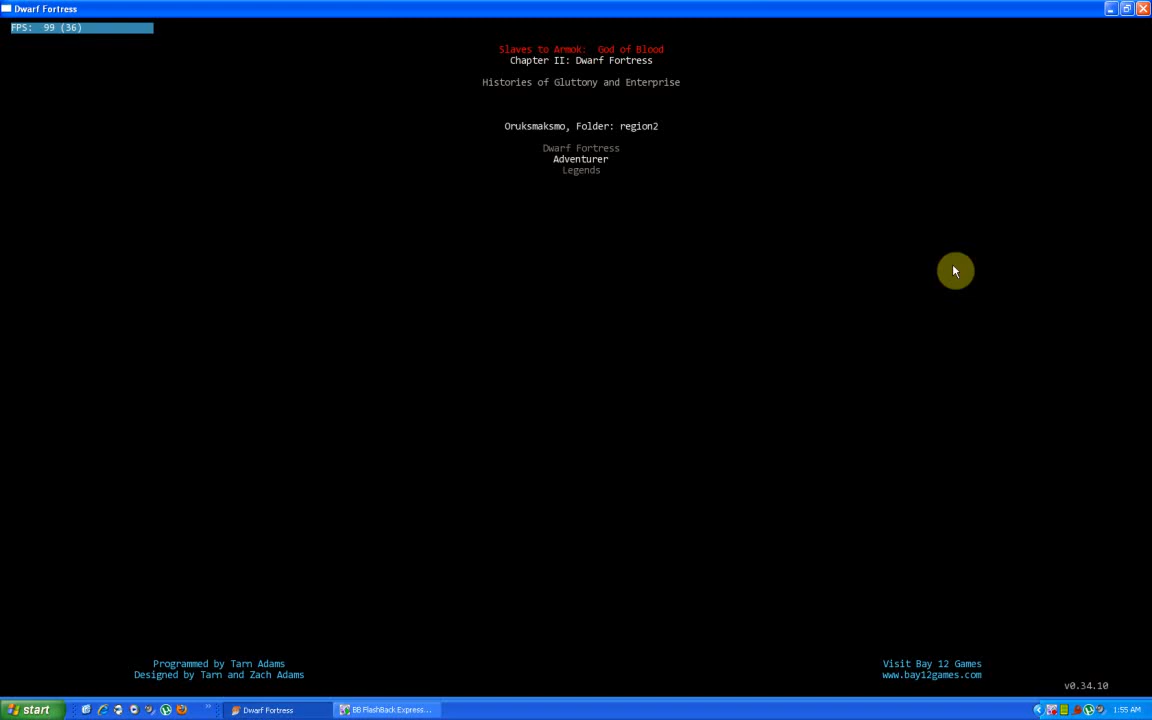 Dwarf Fortress
FPS:  99 (36)
Slaves to Armok:  God of Blood
Chapter II: Dwarf Fortress
Histories of Gluttony and Enterprise
Oruksmaksmo, Folder: region2
Dwarf Fortress
Adventurer
Legends
Programmed by Tarn Adams
Designed by Tarn and Zach Adams
Visit Bay 12 Games
www.bay12games.com
v0.34.10
start
Dwarf Fortress
BB FlashBack Express...
1:55 AM